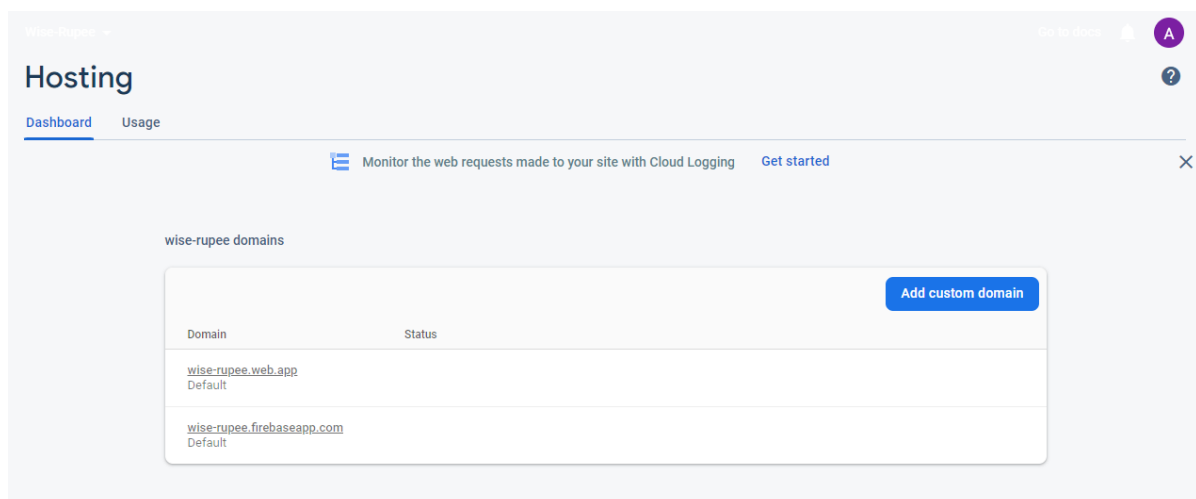 Wise-Rupee
Go to docs
A
Hosting
?
Dashboard Usage
Monitor the web requests made to your site with Cloud Logging Get started
wise-rupee domains
Add custom domain
Domain Status
wise-rupee.web.app
Default
wise-rupee.firebaseapp.com
Default